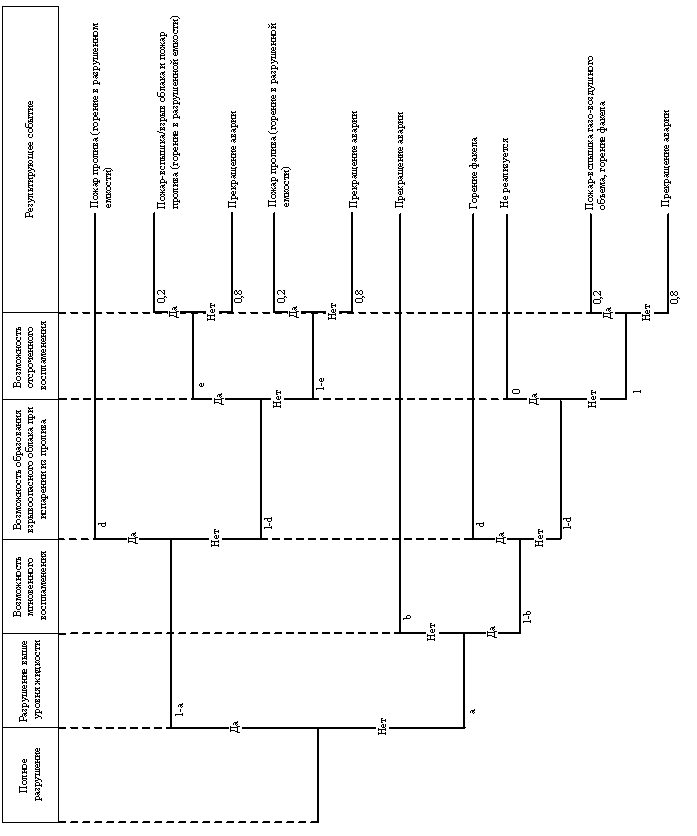 Полное
разрушение
Разрушение выше
уровня жидкости
Возможность
мгновенного
воспламенения
Возможность образования
взрывоопасного облака при
испарении из пролива
Возможность
отсроченного
воспламенения
Результирующее событие
Да
Нет
1-a
a
Нет
Да
b
1-b
Да
Нет
d
1-d
Да
Нет
d
1-d
Да
Нет
e
1-e
Да
Нет
0
1
Да
Нет
0,2
0,8
Да
Нет
0,2
0,8
Да
Нет
0,2
0,8
Пожар пролива (горение в разрушенном
емкости)
Пожар-вспышка/взрыв облака и пожар
пролива (горение в разрушенной емкости)
Прекращение аварии
Пожар пролива (горение в разрушенной
емкости)
Прекращение аварии
Прекращение аварии
Горение факела
Не реализуется
Пожар-вспышка газо-воздушного
объема, горение факела
Прекращение аварии